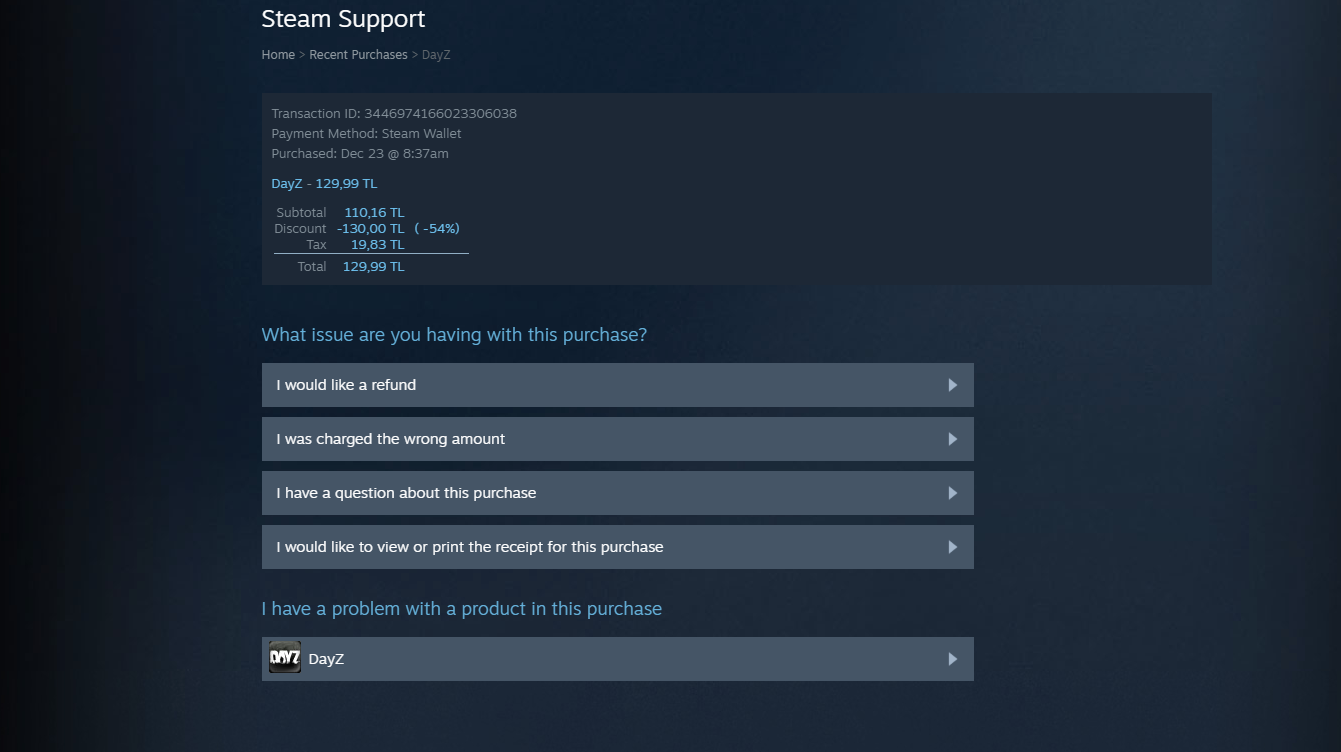 Steam Support
Home > Recent Purchases > DayZ
Transaction ID: 3446974166023306038
Payment Method: Steam Wallet
Purchased: Dec 23 @ 8:37am
DayZ - 129,99 TL
Subtotal 110,16 TL
Discount -130,00 TL ( -54%)
Tax 19,83 TL
Total 129,99 TL
What issue are you having with this purchase?
I would like a refund
I was charged the wrong amount
I have a question about this purchase
I would like to view or print the receipt for this purchase
I have a problem with a product in this purchase
DAYZ DayZ